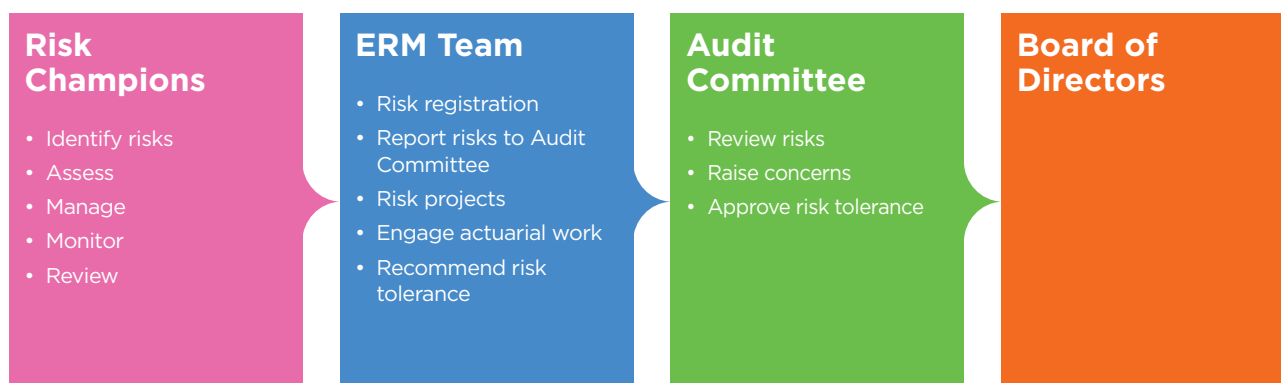 Risk
Champions
• Identify risks
• Assess
• Manage
• Monitor
• Review
ERM Team
• Risk registration
• Report risks to Audit
Committee
• Risk projects
• Engage actuarial work
• Recommend risk
tolerance
Audit
Committee
• Review risks
• Raise concerns
• Approve risk tolerance
Board of
Directors